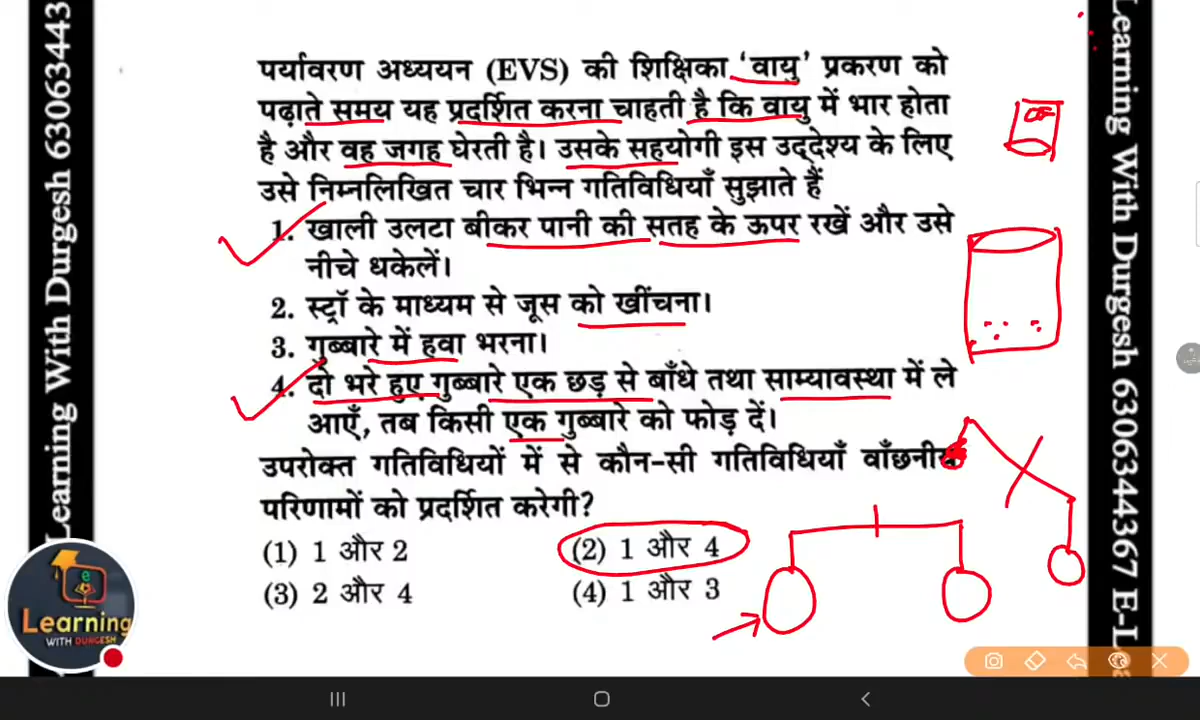 पर्यावरण अध्ययन (EVS) की शिक्षिका 'वायु' प्रकरण को
पढ़ाते समय यह प्रदर्शित करना चाहती है कि वायु में भार होता
है और वह जगह घेरती है। उसके सहयोगी इस उद्देश्य के लिए
उसे निम्नलिखित चार भिन्न गतिविधियाँ सुझाते हैं
1. खाली उलटा बीकर पानी की सतह के ऊपर रखें और उसे
नीचे धकेलें।
2. स्ट्रॉ के माध्यम से जूस को खींचना।
3. गुब्बारे में हवा भरना।
4. दो भरे हुए गुब्बारे एक छड़ से बाँधे तथा साम्यावस्था में ले
आएँ, तब किसी एक गुब्बारे को फोड़ दें।
उपरोक्त गतिविधियों में से कौन-सी गतिविधियाँ वाँछनीय
परिणामों को प्रदर्शित करेगी?
(1) 1 और 2 (2) 1 और 4
(3) 2 और 4 (4) 1 और 3
Learning With Durgesh 63063443
Learning With Durgesh 6306344367 E-Lea
e
Learning
WITH DURGESH